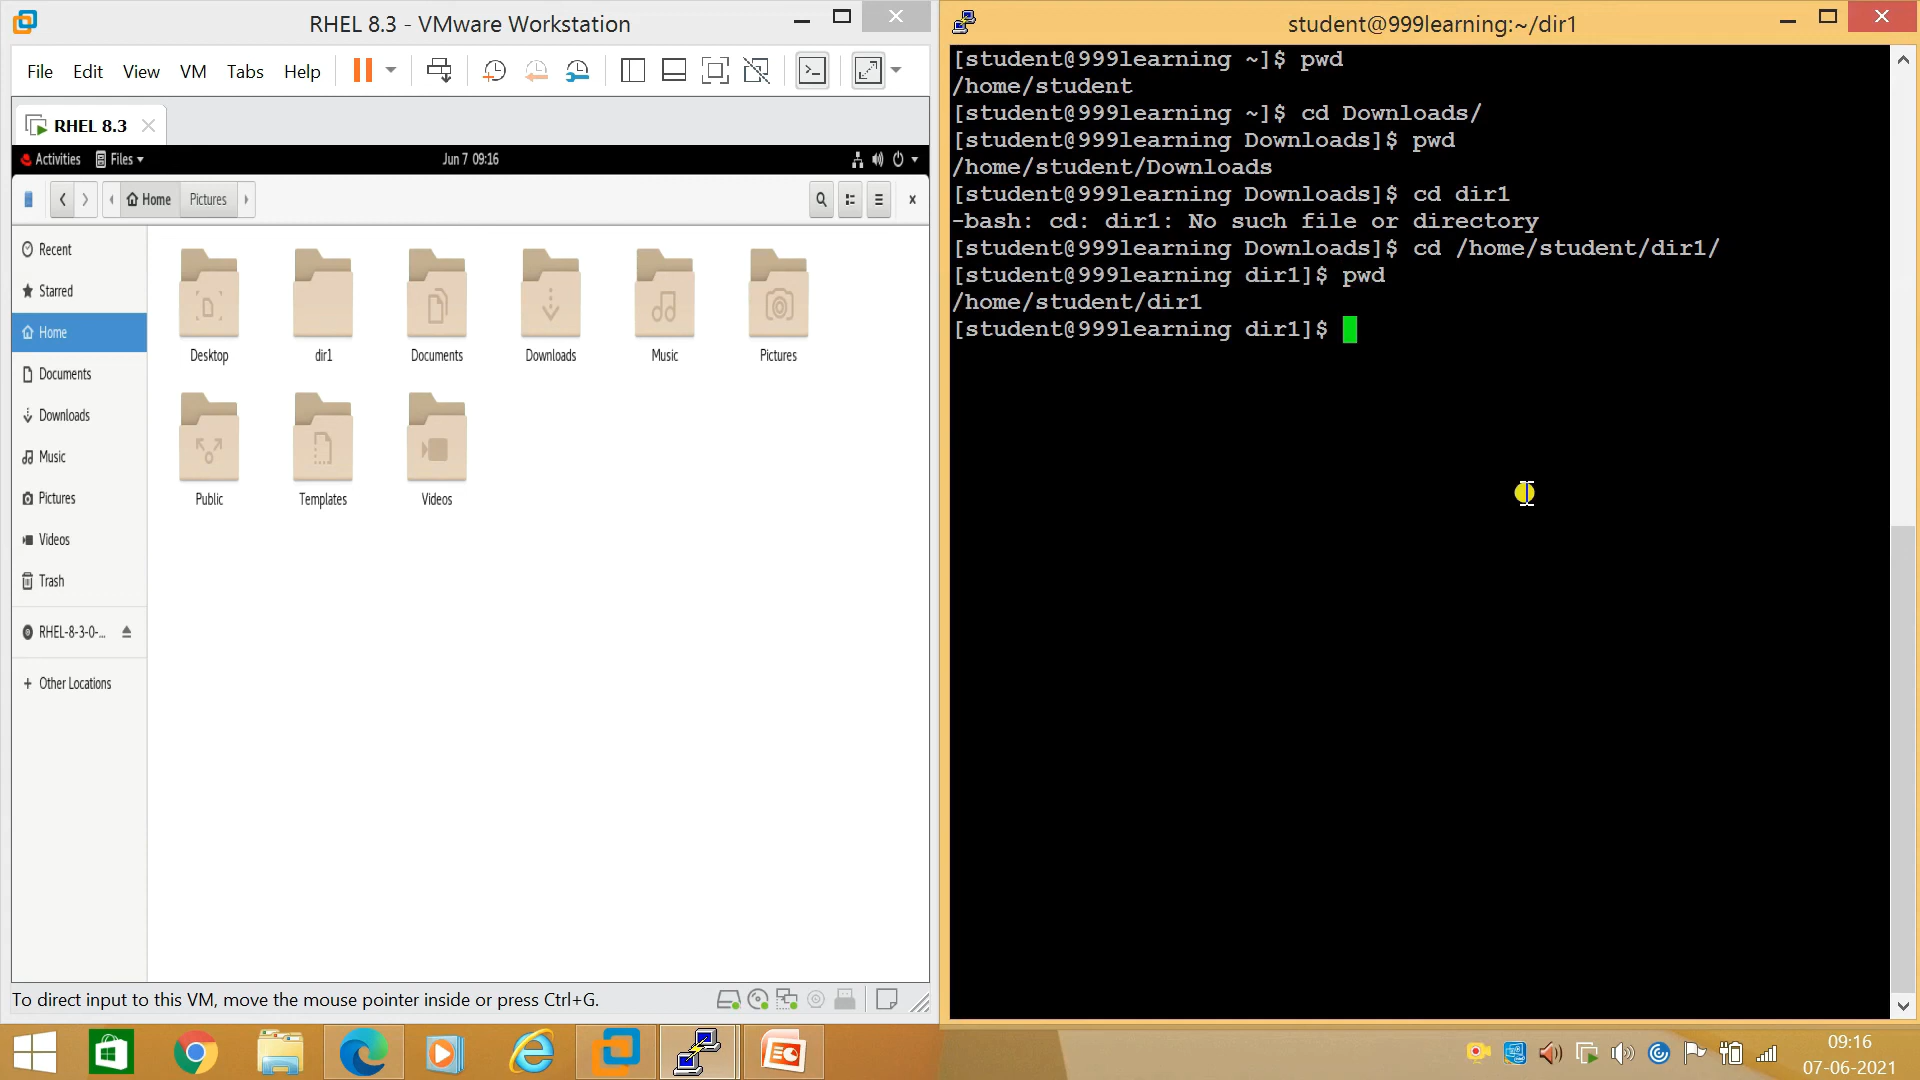 RHEL 8.3 - VMware Workstation
File Edit View VM Tabs Help
RHEL 8.3
Activities Files Jun 7 09:16
Home Pictures
Recent
Starred
Home
Documents
Downloads
Music
Pictures
Videos
Trash
RHEL-8-3-0-...
Other Locations
Desktop dir1 Documents Downloads Music Pictures
Public Templates Videos
To direct input to this VM, move the mouse pointer inside or press Ctrl+G.
student@999learning:~/dir1
[student@999learning ~]$ pwd
/home/student
[student@999learning ~]$ cd Downloads/
[student@999learning Downloads]$ pwd
/home/student/Downloads
[student@999learning Downloads]$ cd dir1
-bash: cd: dir1: No such file or directory
[student@999learning Downloads]$ cd /home/student/dir1/
[student@999learning dir1]$ pwd
/home/student/dir1
[student@999learning dir1]$
09:16
07-06-2021